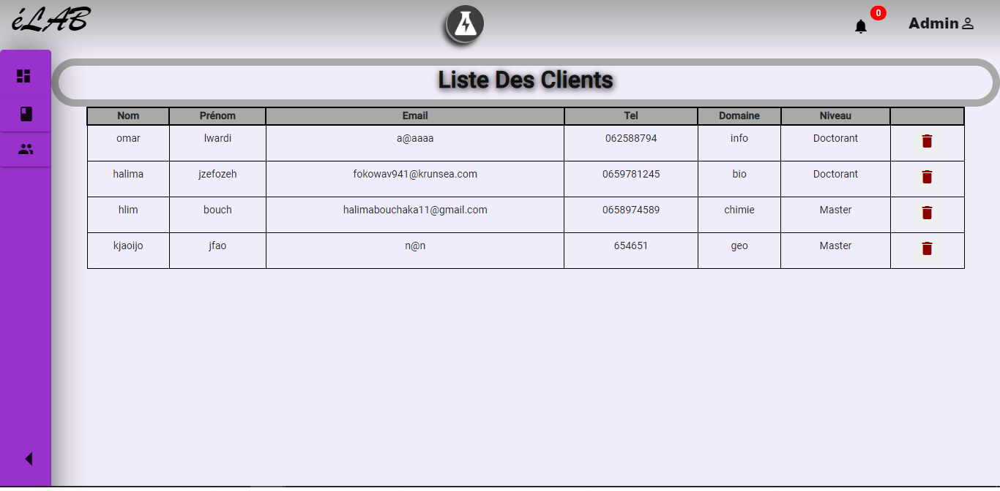 éLAB
0
Admin
Liste Des Clients
Nom Prénom Email Tel Domaine Niveau
omar lwardi a@aaaa 062588794 info Doctorant
halima jzefozeh fokowav941@krunsea.com 0659781245 bio Doctorant
hlim bouch halimabouchaka11@gmail.com 0658974589 chimie Master
kjaoijo jfao n@n 654651 geo Master